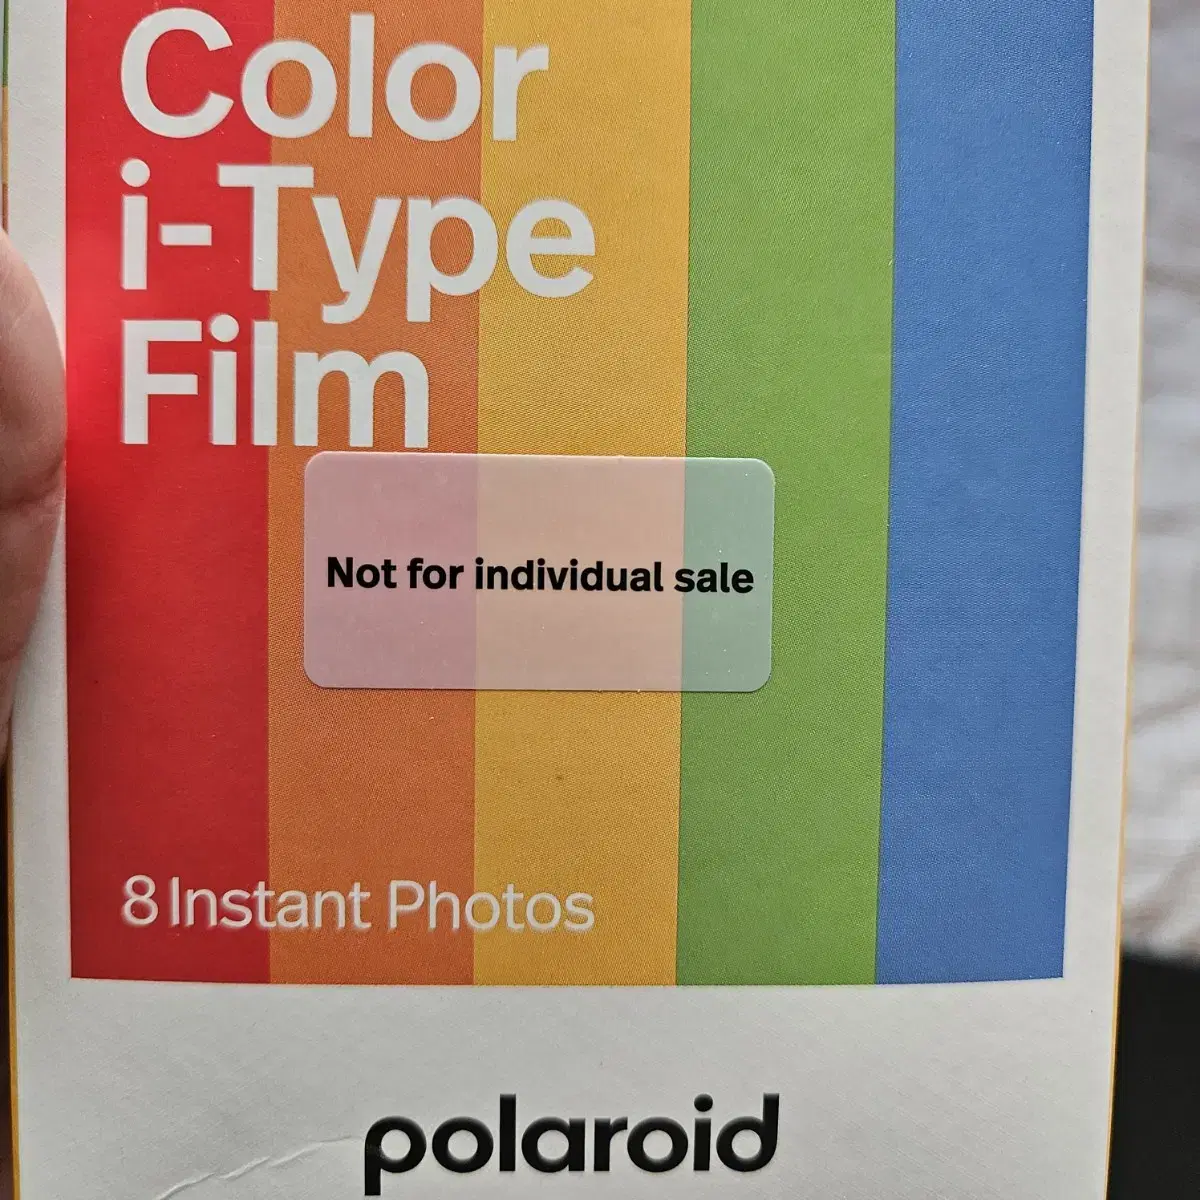 Color
i-Type
Film
Not for individual sale
8 Instant Photos
polaroid